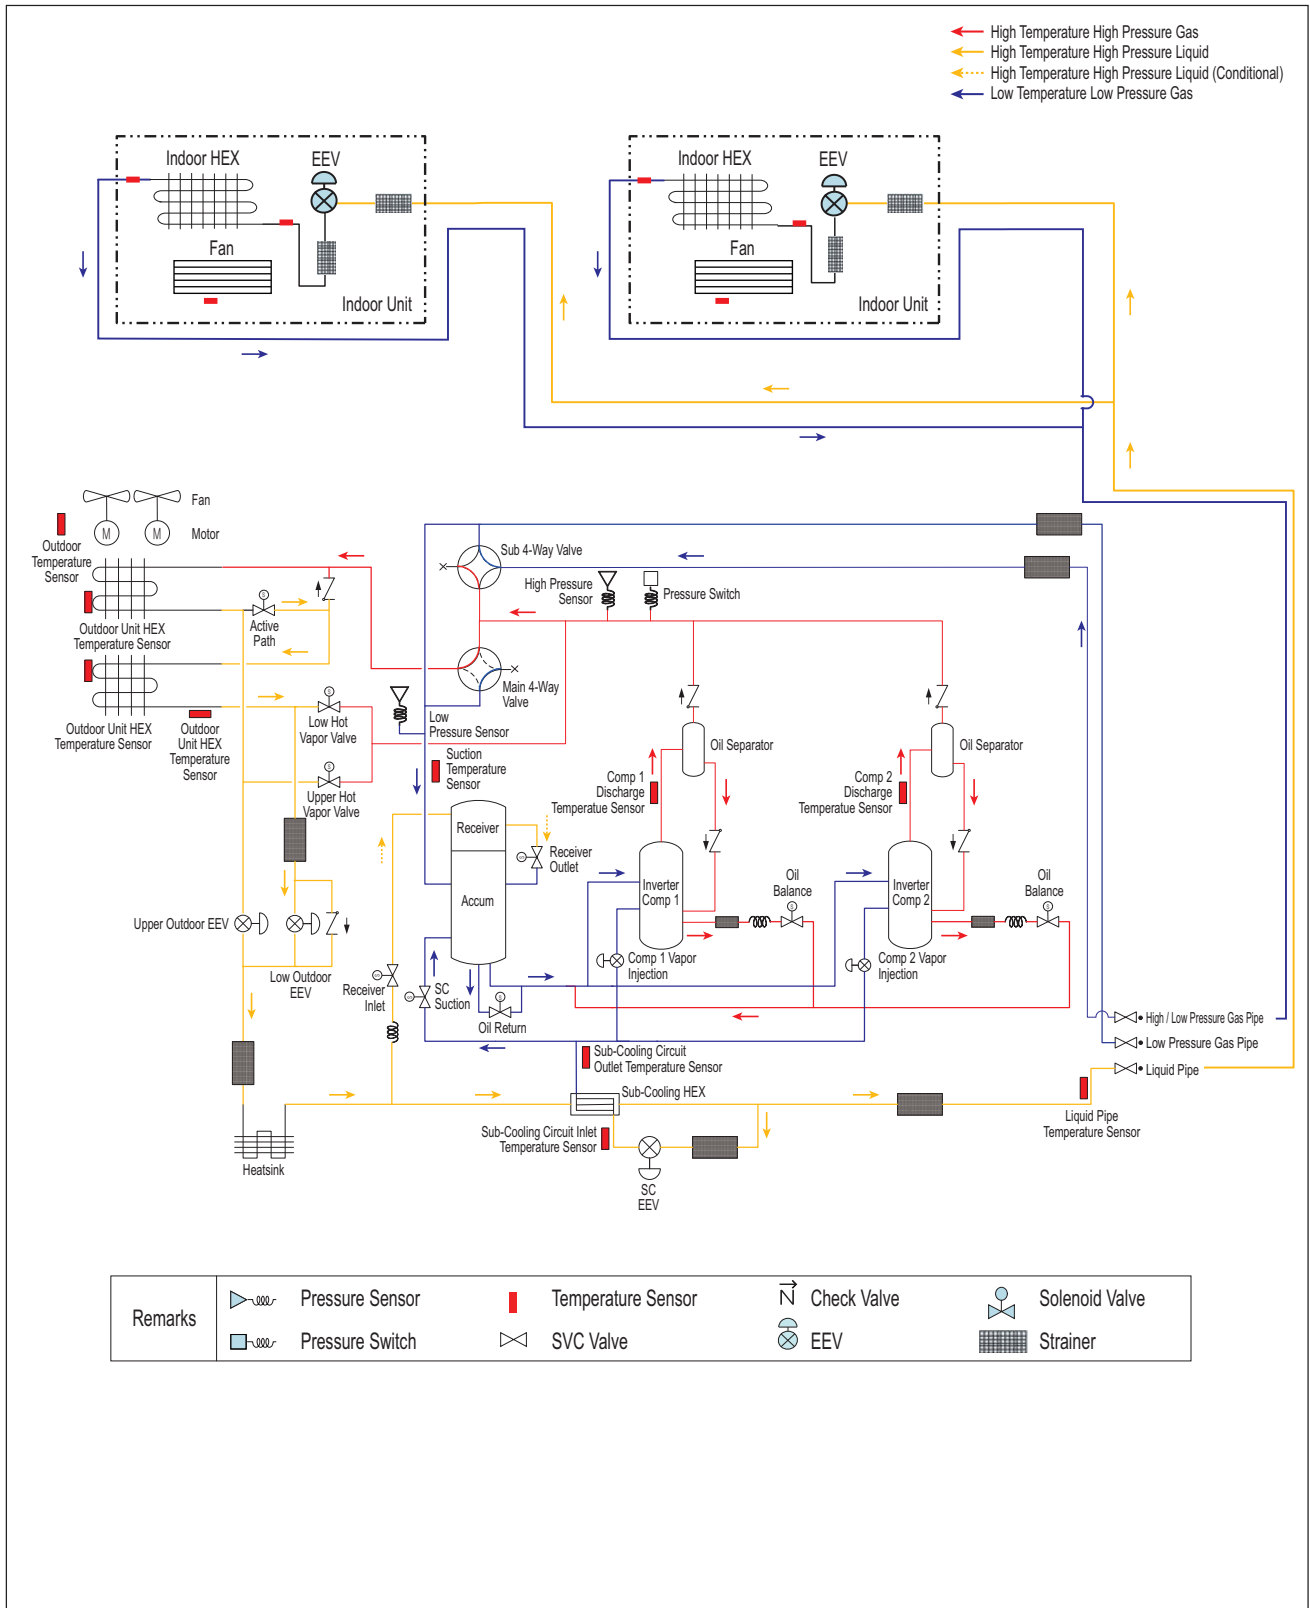 High Temperature High Pressure Gas
High Temperature High Pressure Liquid
High Temperature High Pressure Liquid (Conditional)
Low Temperature Low Pressure Gas
Indoor HEX
EEV
Fan
Indoor Unit
Indoor HEX
EEV
Fan
Indoor Unit
Fan
M
M
Motor
Outdoor
Temperature
Sensor
Sub 4-Way Valve
High Pressure
Sensor
Pressure Switch
S
Active
Path
Outdoor Unit HEX
Temperature Sensor
Main 4-Way
Valve
S
Low Hot
Vapor Valve
Outdoor Unit HEX
Temperature Sensor
Outdoor
Unit HEX
Temperature
Sensor
Low
Pressure Sensor
Suction
Temperature
Sensor
S
Upper Hot
Vapor Valve
Oil Separator
Oil Separator
Comp 1
Discharge
Temperatue Sensor
Comp 2
Discharge
Temperatue Sensor
Receiver
Receiver
Outlet
Accum
Inverter
Comp 1
Oil
Balance
S
Inverter
Comp 2
Oil
Balance
S
Upper Outdoor EEV
Low Outdoor
EEV
Receiver
Inlet
SC
Suction
S
Oil Return
Comp 1 Vapor
Injection
Comp 2 Vapor
Injection
High / Low Pressure Gas Pipe
Low Pressure Gas Pipe
Liquid Pipe
Sub-Cooling Circuit
Outlet Temperature Sensor
Sub-Cooling HEX
Liquid Pipe
Temperature Sensor
Sub-Cooling Circuit Inlet
Temperature Sensor
Heatsink
SC
EEV
Remarks
Pressure Sensor
Temperature Sensor
Check Valve
Solenoid Valve
Pressure Switch
SVC Valve
EEV
Strainer